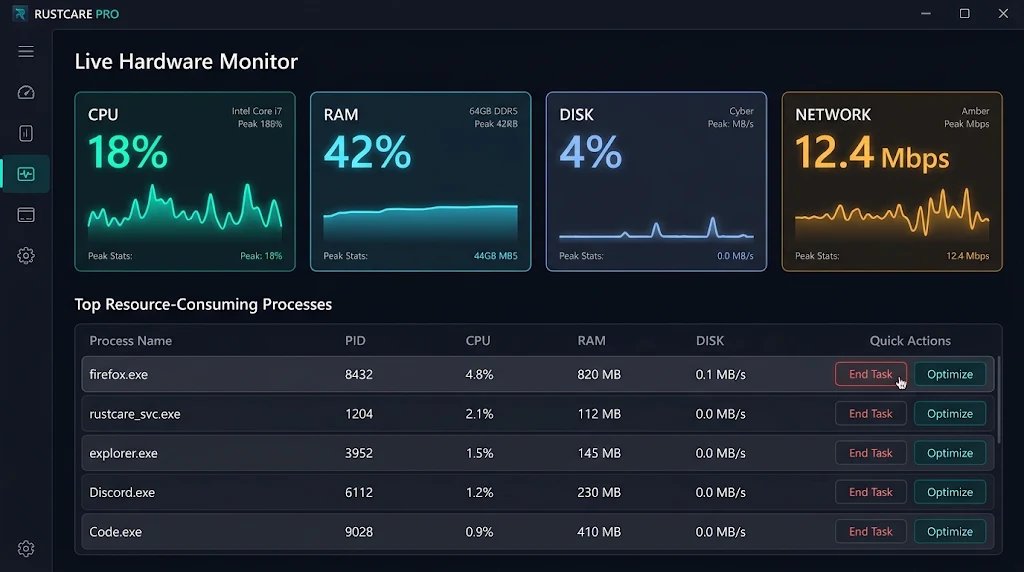 RUSTCARE PRO
Live Hardware Monitor
CPU
Intel Core i7
Peak 188%
18%
Peak Stats:
Peak: 18%
RAM
64GB DDR5
Peak 42RB
42%
Peak Stats:
44GB MB5
DISK
Cyber
Peak: MB/s
4%
Peak Stats:
0.0 MB/s
NETWORK
Amber
Peak Mbps
12.4 Mbps
Peak Stats:
12.4 Mbps
Top Resource-Consuming Processes
Process Name PID CPU RAM DISK Quick Actions
firefox.exe 8432 4.8% 820 MB 0.1 MB/s End Task Optimize
rustcare_svc.exe 1204 2.1% 112 MB 0.0 MB/s End Task Optimize
explorer.exe 3952 1.5% 145 MB 0.0 MB/s End Task Optimize
Discord.exe 6112 1.2% 230 MB 0.0 MB/s End Task Optimize
Code.exe 9028 0.9% 410 MB 0.0 MB/s End Task Optimize